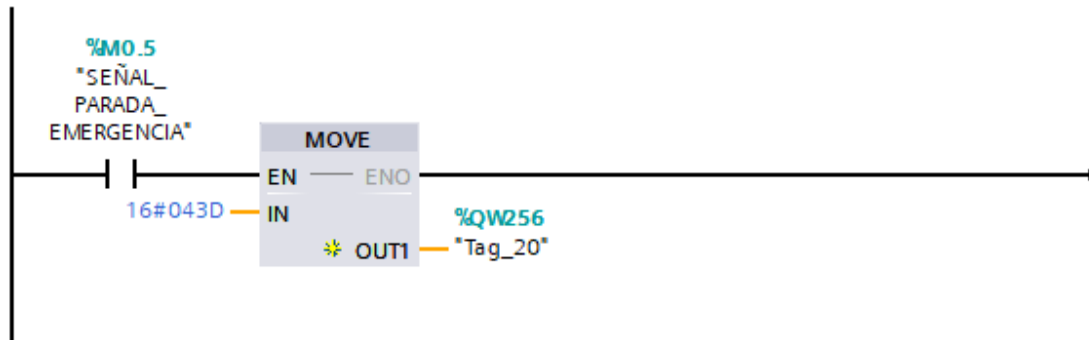 %M0.5
"SEÑAL_
PARADA_
EMERGENCIA"
MOVE
EN ENO
16#043D IN
%QW256
OUT1 "Tag_20"